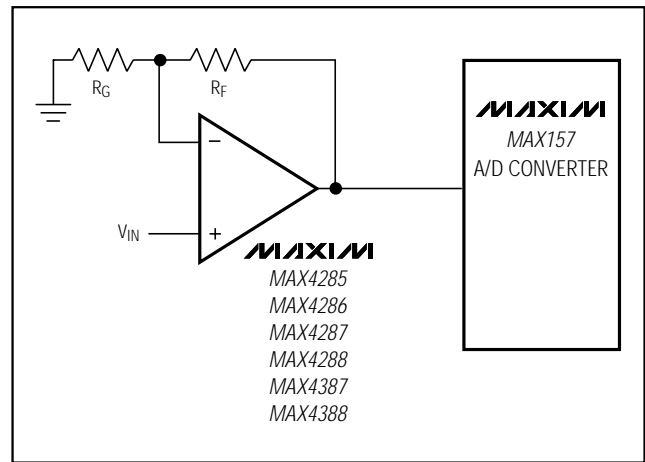 RG
RF
−
VIN
+
MAXIM
MAX4285
MAX4286
MAX4287
MAX4288
MAX4387
MAX4388
MAXIM
MAX157
A/D CONVERTER